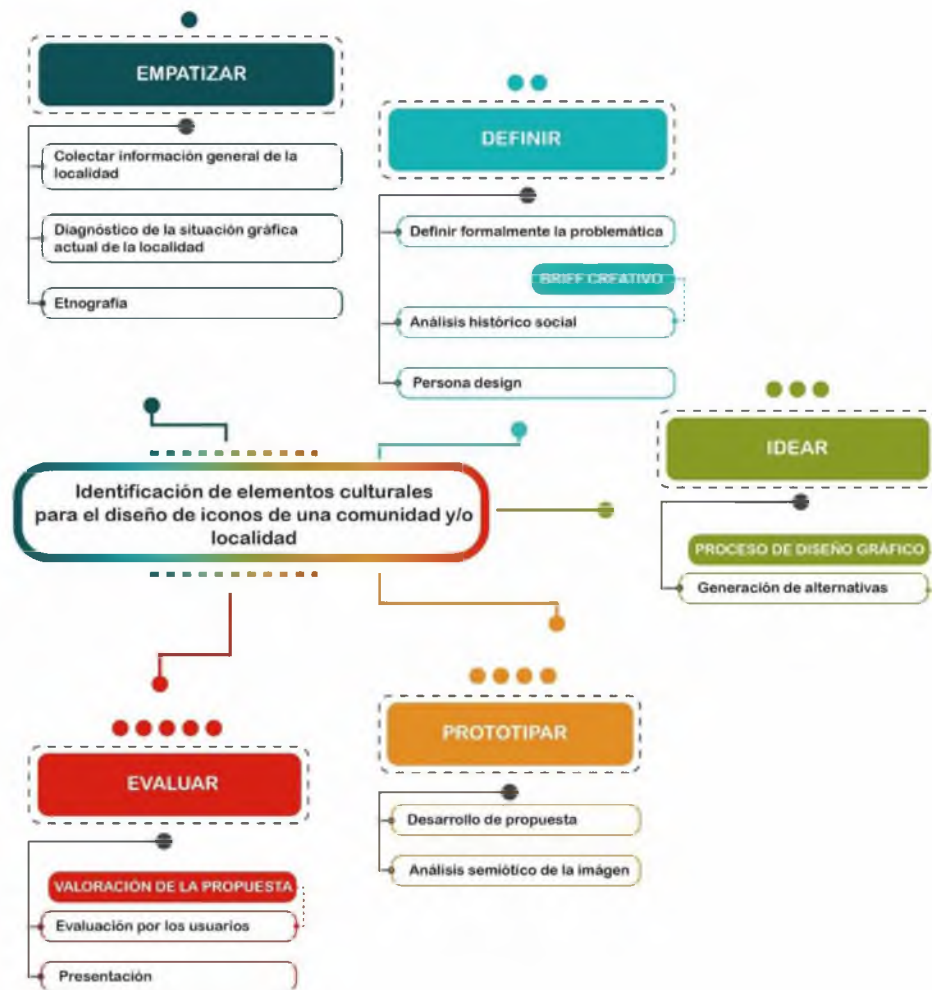 EMPATIZAR
Colectar información general de la
localidad
Diagnóstico de la situación gráfica
actual de la localidad
Etnografía
DEFINIR
Definir formalmente la problemática
BRIEF CREATIVO
Análisis histórico social
Persona design
IDEAR
PROCESO DE DISEÑO GRÁFICO
Generación de alternativas
Identificación de elementos culturales
para el diseño de iconos de una comunidad y/o
localidad
PROTOTIPAR
Desarrollo de propuesta
Análisis semiótico de la imágen
EVALUAR
VALORACIÓN DE LA PROPUESTA
Evaluación por los usuarios
Presentación